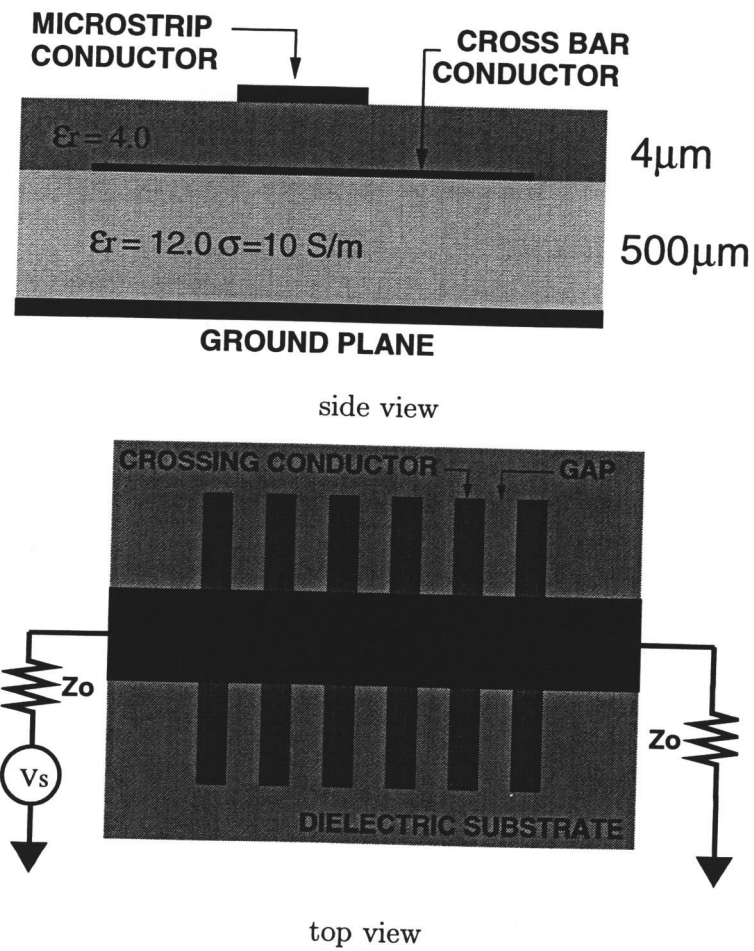 MICROSTRIP
CONDUCTOR
CROSS BAR
CONDUCTOR
εr = 4.0
4μm
εr = 12.0 σ=10 S/m
500μm
GROUND PLANE
side view
CROSSING CONDUCTOR
GAP
Zo
Vs
Zo
DIELECTRIC SUBSTRATE
top view